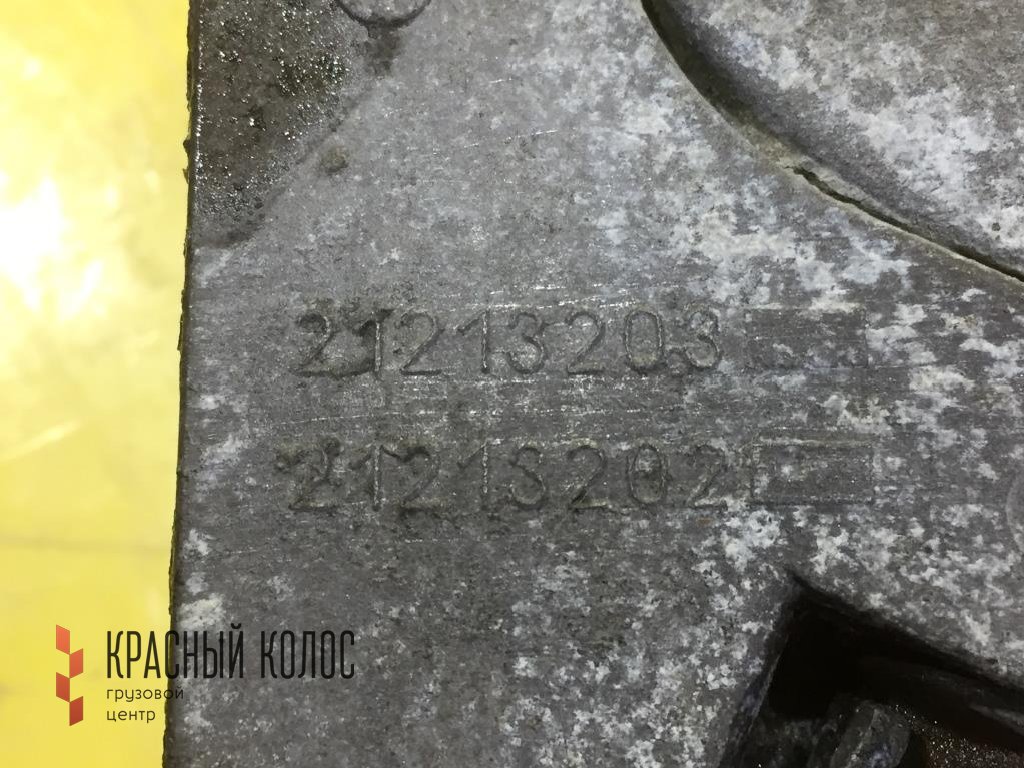 21213203
21213202
КРАСНЫЙ КОЛОС
грузовой
центр